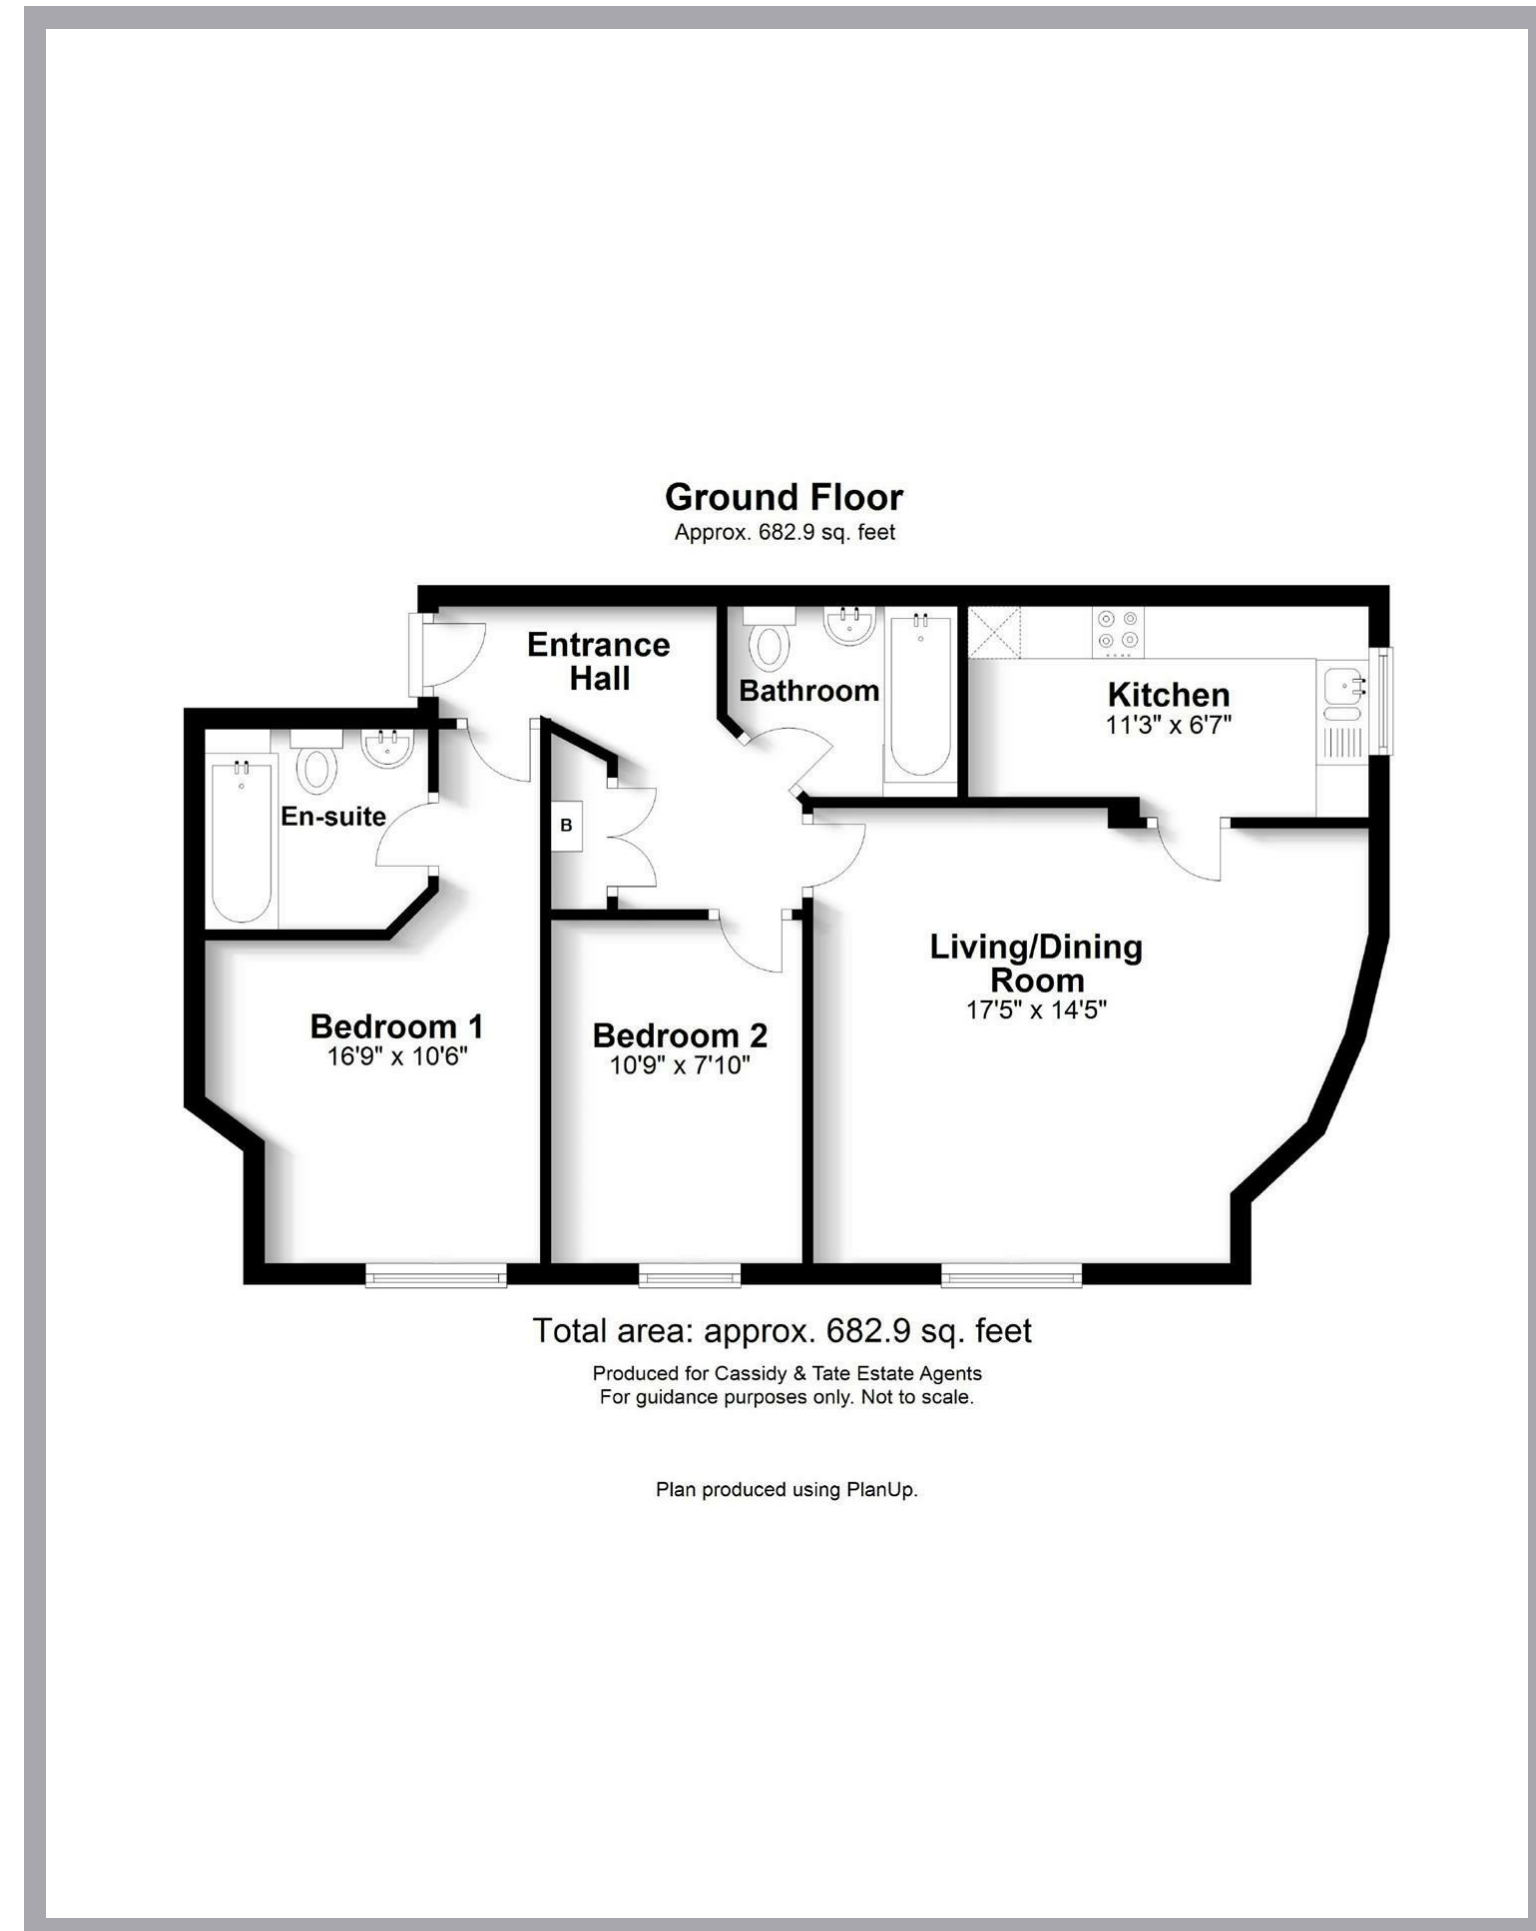 Ground Floor
Approx. 682.9 sq. feet
Entrance
Hall
Bathroom
Kitchen
11'3" x 6'7"
En-suite
B
Living/Dining
Room
17'5" x 14'5"
Bedroom 1
16'9" x 10'6"
Bedroom 2
10'9" x 7'10"
Total area: approx. 682.9 sq. feet
Produced for Cassidy & Tate Estate Agents
For guidance purposes only. Not to scale.
Plan produced using PlanUp.